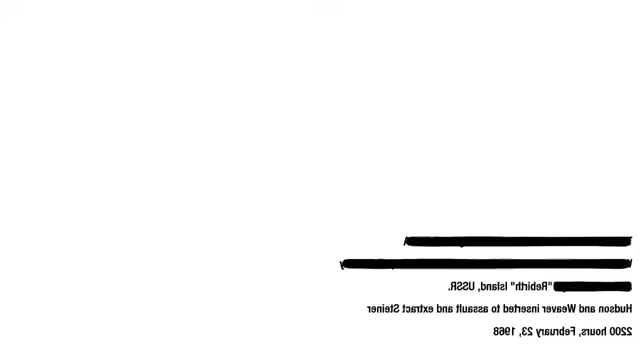 "Rebirth" Island, USSR.
Hudson and Weaver inserted to assault and extract Steiner
2200 hours, February, 23, 1968